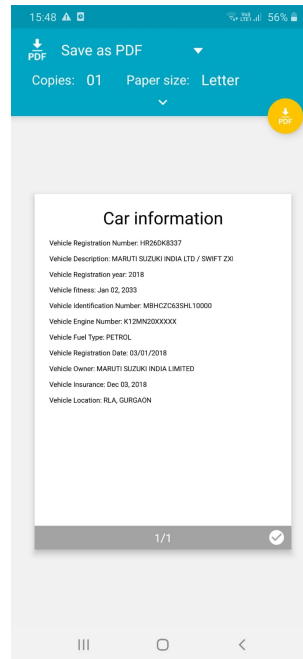 15:48
56%
PDF
Save as PDF
Copies: 01 Paper size: Letter
PDF
Car information
Vehicle Registration Number: HR26DK8337
Vehicle Description: MARUTI SUZUKI INDIA LTD / SWIFT ZXI
Vehicle Registration year: 2018
Vehicle fitness: Jan 02, 2033
Vehicle Identification Number: MBHCZC63SHL10000
Vehicle Engine Number: K12MN20XXXXX
Vehicle Fuel Type: PETROL
Vehicle Registration Date: 03/01/2018
Vehicle Owner: MARUTI SUZUKI INDIA LIMITED
Vehicle Insurance: Dec 03, 2018
Vehicle Location: RLA, GURGAON
1/1